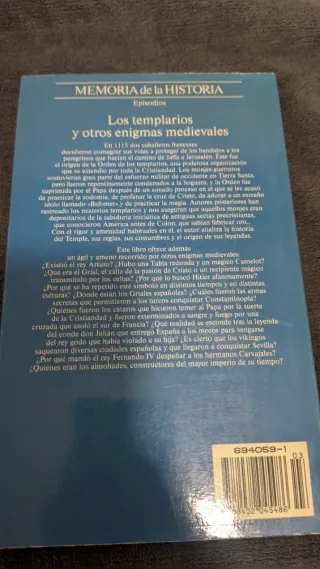 MEMORIA de la HISTORIA
Episodios
Los templarios
y otros enigmas medievales
En 1115 dos caballeros franceses
decidieron consagrar sus vidas a proteger de los bandidos a los
peregrinos que hacían el camino de Jaffa a Jerusalén. Este fue
el origen de la Orden de los templarios, una poderosa organización
que se extendió por toda la Cristiandad. Los monjes-guerreros
sostuvieron gran parte del esfuerzo militar de occidente en Tierra Santa,
pero fueron repentinamente condenados a la hoguera, y la Orden fue
suprimida por el Papa después de un sonado proceso en el que se les acusó
de practicar la sodomía, de profanar la cruz de Cristo, de adorar a un extraño
ídolo llamado «Bafomet» y de practicar la magia. Autores posteriores han
rastreado los misterios templarios y nos aseguran que aquellos monjes eran
depositarios de la sabiduría iniciática de antiguas sectas precristianas,
que conocieron América antes de Colón, que sabían fabricar oro...
Con el rigor y amenidad habituales en él, el autor analiza la historia
del Temple, sus reglas, sus costumbres y el origen de sus leyendas.
Este libro ofrece además
un ágil y ameno recorrido por otros enigmas medievales:
¿Existió el rey Arturo? ¿Hubo una Tabla redonda y un mágico Camelot?
¿Qué era el Grial, el cáliz de la pasión de Cristo o un recipiente mágico
transmitido por los celtas? ¿Por qué lo buscó Hitler afanosamente?
¿Por qué se ha repetido este símbolo en distintos tiempos y en distintas
culturas? ¿Dónde están los Griales españoles? ¿Cuáles fueron las armas
secretas que permitieron a los turcos conquistar Constantinopla?
¿Quiénes fueron los cátaros que hicieron temer al Papa por la suerte
de la Cristiandad y fueron exterminados a sangre y fuego por una
cruzada que asoló el sur de Francia? ¿Qué realidad se esconde tras la leyenda
del conde don Julián que entregó España a los moros para vengarse
del rey godo que había violado a su hija? ¿Es cierto que los vikingos
saquearon diversas ciudades españolas y que llegaron a conquistar Sevilla?
¿Por qué mandó el rey Fernando IV despeñar a los hermanos Carvajales?
¿Quiénes eran los almohades, constructores del mayor imperio de su tiempo?
694059-1
03